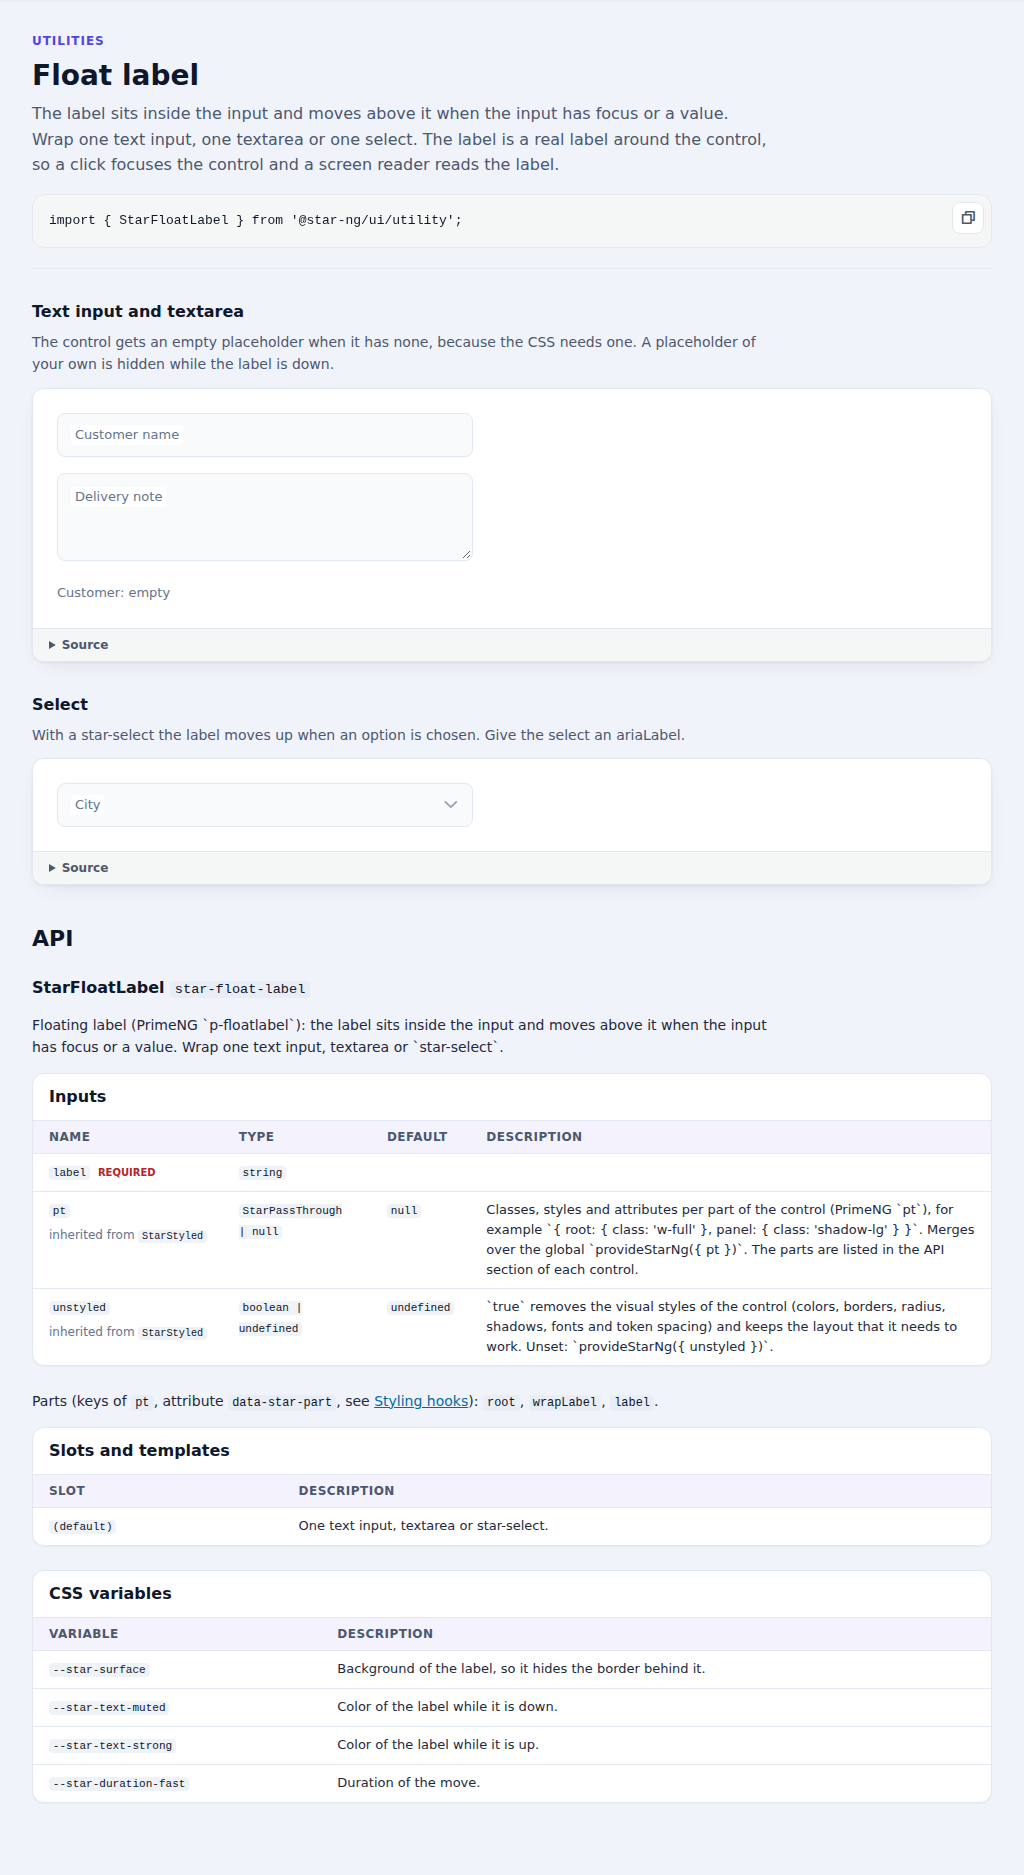 UTILITIES
Float label
The label sits inside the input and moves above it when the input has focus or a value.
Wrap one text input, one textarea or one select. The label is a real label around the control,
so a click focuses the control and a screen reader reads the label.
import { StarFloatLabel } from '@star-ng/ui/utility';
Text input and textarea
The control gets an empty placeholder when it has none, because the CSS needs one. A placeholder of
your own is hidden while the label is down.
Customer name
Delivery note
Customer: empty
Source
Select
With a star-select the label moves up when an option is chosen. Give the select an ariaLabel.
City
Source
API
StarFloatLabel star-float-label
Floating label (PrimeNG `p-floatlabel`): the label sits inside the input and moves above it when the input
has focus or a value. Wrap one text input, textarea or `star-select`.
Inputs
NAME TYPE DEFAULT DESCRIPTION
label REQUIRED string
pt StarPassThrough null Classes, styles and attributes per part of the control (PrimeNG `pt`), for
inherited from StarStyled | null example `{ root: { class: 'w-full' }, panel: { class: 'shadow-lg' } }`. Merges
over the global `provideStarNg({ pt })`. The parts are listed in the API
section of each control.
unstyled boolean | undefined `true` removes the visual styles of the control (colors, borders, radius,
inherited from StarStyled undefined shadows, fonts and token spacing) and keeps the layout that it needs to
work. Unset: `provideStarNg({ unstyled })`.
Parts (keys of pt, attribute data-star-part, see Styling hooks): root, wrapLabel, label.
Slots and templates
SLOT DESCRIPTION
(default) One text input, textarea or star-select.
CSS variables
VARIABLE DESCRIPTION
--star-surface Background of the label, so it hides the border behind it.
--star-text-muted Color of the label while it is down.
--star-text-strong Color of the label while it is up.
--star-duration-fast Duration of the move.